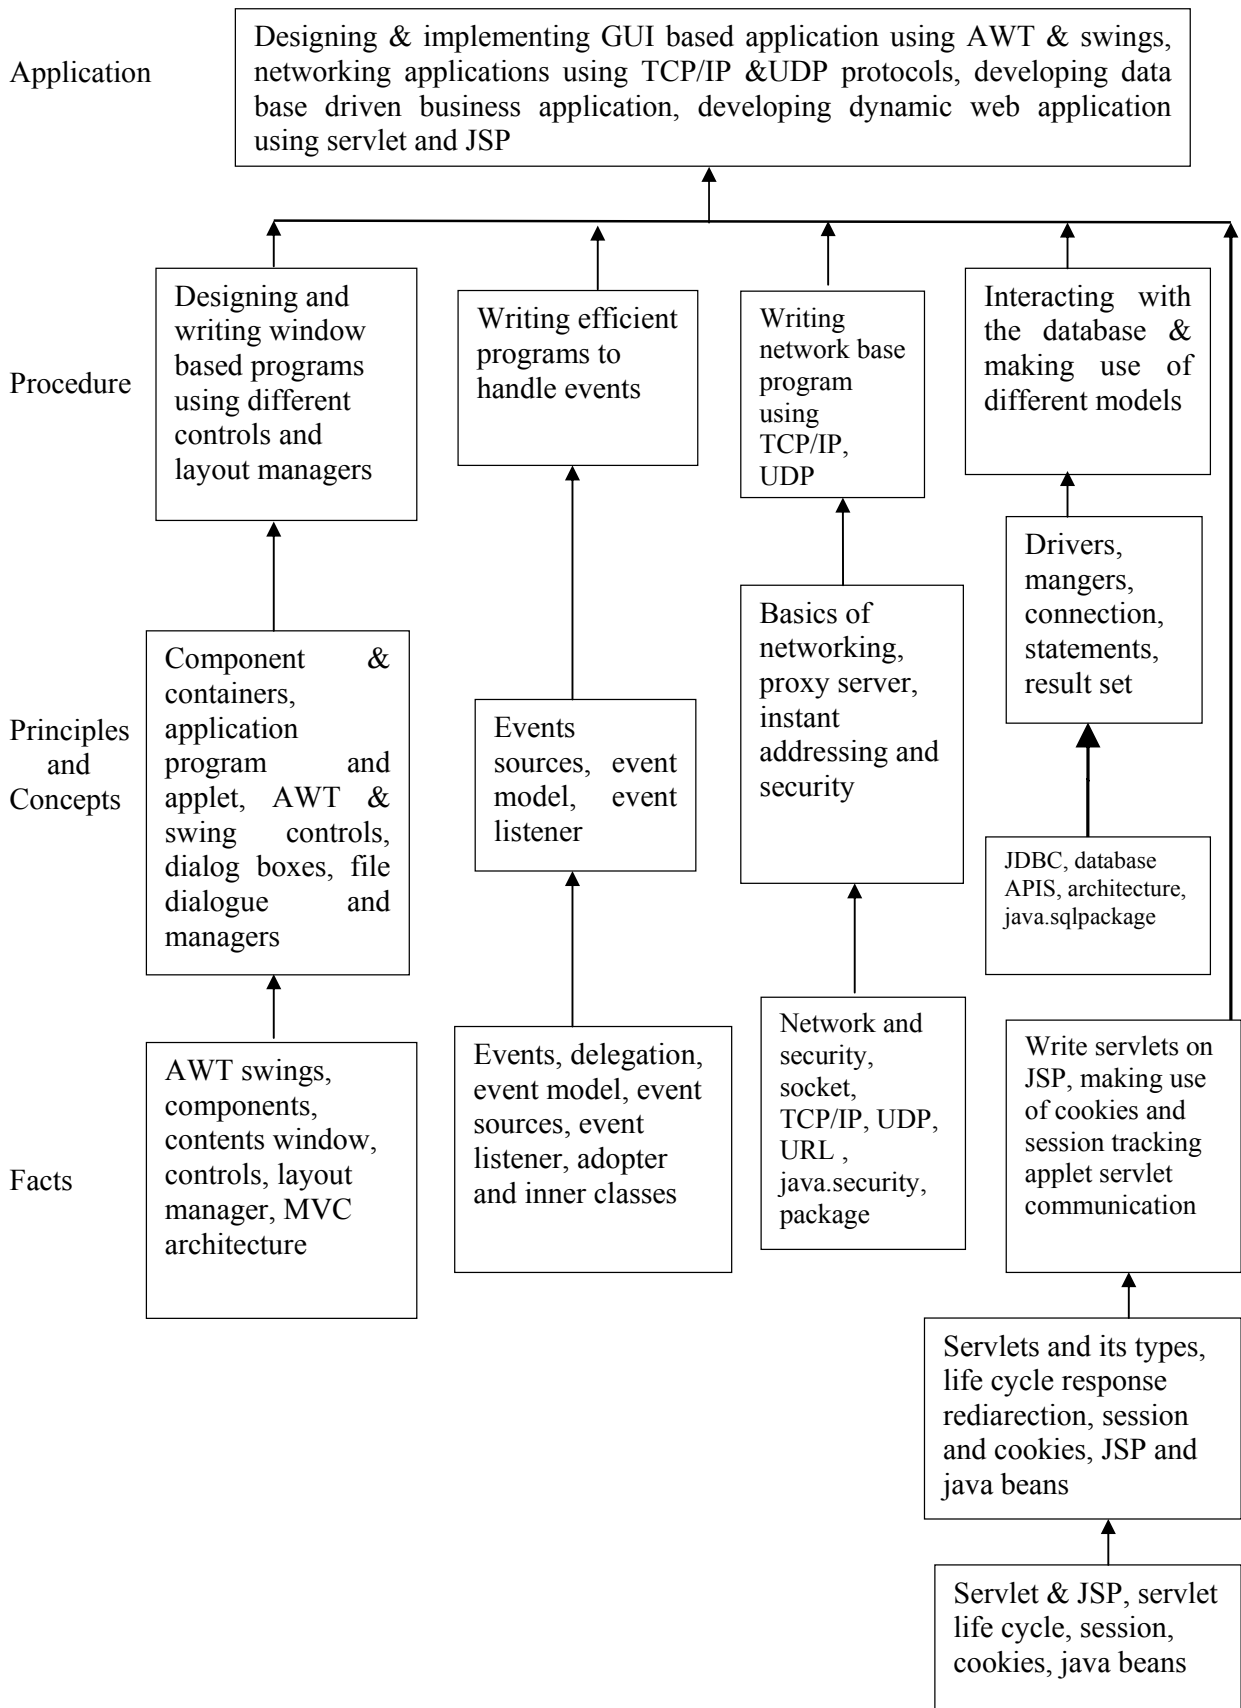 Application
Designing & implementing GUI based application using AWT & swings,
networking applications using TCP/IP &UDP protocols, developing data
base driven business application, developing dynamic web application
using servlet and JSP
Procedure
Designing and
writing window
based programs
using different
controls and
layout managers
Writing efficient
programs to
handle events
Writing
network base
program
using
TCP/IP,
UDP
Interacting with
the database &
making use of
different models
Principles
and
Concepts
Component &
containers,
application
program and
applet, AWT &
swing controls,
dialog boxes, file
dialogue and
managers
Events
sources, event
model, event
listener
Basics of
networking,
proxy server,
instant
addressing and
security
Drivers,
mangers,
connection,
statements,
result set
JDBC, database
APIS, architecture,
java.sqlpackage
Facts
AWT swings,
components,
contents window,
controls, layout
manager, MVC
architecture
Events, delegation,
event model, event
sources, event
listener, adopter
and inner classes
Network and
security,
socket,
TCP/IP, UDP,
URL ,
java.security,
package
Write servlets on
JSP, making use
of cookies and
session tracking
applet servlet
communication
Servlets and its types,
life cycle response
rediarection, session
and cookies, JSP and
java beans
Servlet & JSP, servlet
life cycle, session,
cookies, java beans